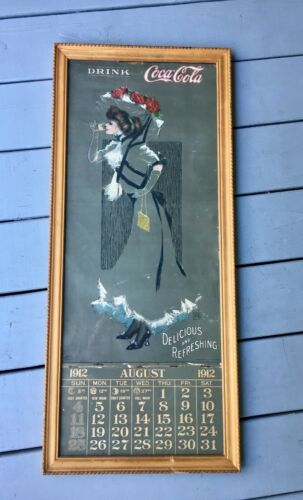 DRINK Coca-Cola
DELICIOUS
AND
REFRESHING
1912 AUGUST 1912
SUN. MON. TUE. WED. THU. FRI. SAT.
1 2 3
4 5 6 7 8 9 10
11 12 13 14 15 16 17
18 19 20 21 22 23 24
25 26 27 28 29 30 31